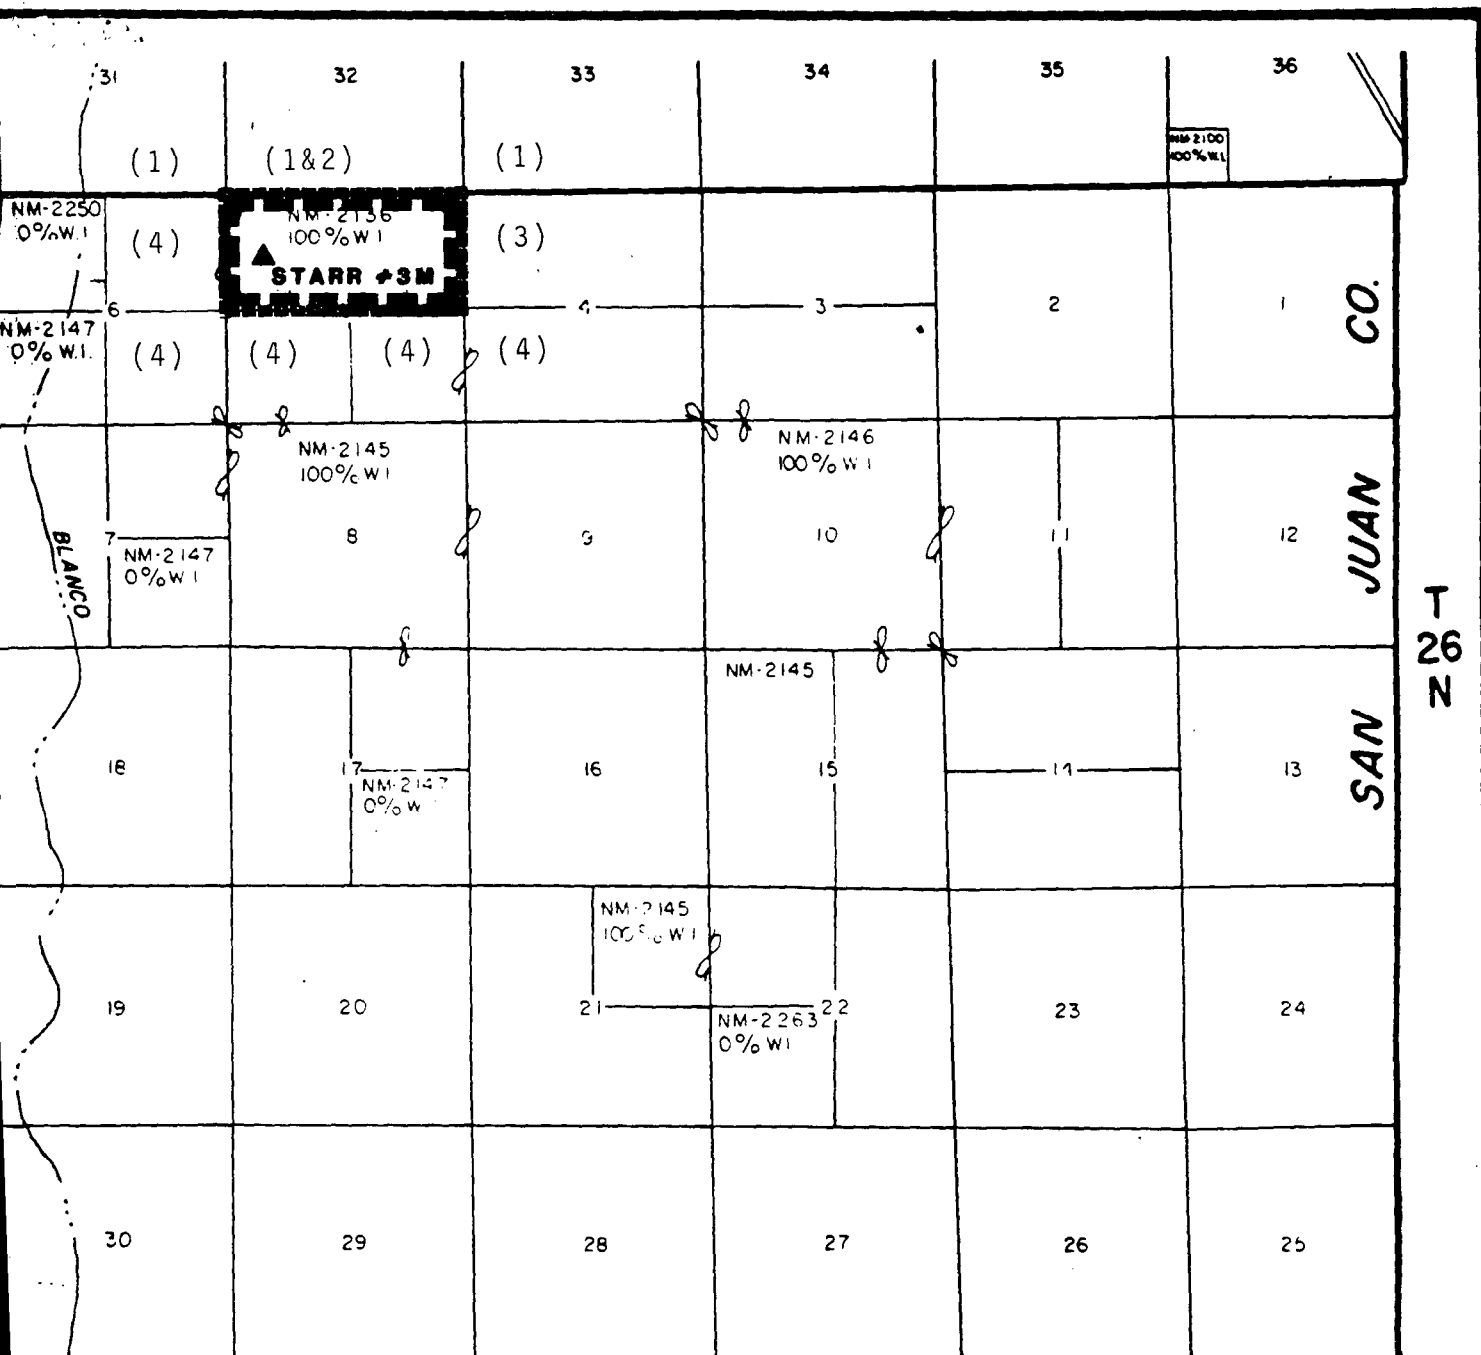 31 32 33 34 35 36
NM-2100
100% W.I.
(1) (1&2) (1)
NM-2250
0% W.I
(4)
NM-2136
100% W I
(3)
STARR #3M
6 4 3 2 1
NM-2147
0% W.I.
(4) (4) (4) (4)
CO.
NM-2145
100% W I
NM-2146
100% W I
7 8 9 10 11 12
NM-2147
0% W I
BLANCO
JUAN
T
26
N
NM-2145
18 17 16 15 14 13
NM-2147
0% W
SAN
NM-2145
100% W I
19 20 21 22 23 24
NM-2263
0% WI
30 29 28 27 26 25